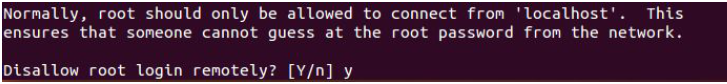 Normally, root should only be allowed to connect from 'localhost'.  This
ensures that someone cannot guess at the root password from the network.
Disallow root login remotely? [Y/n] y